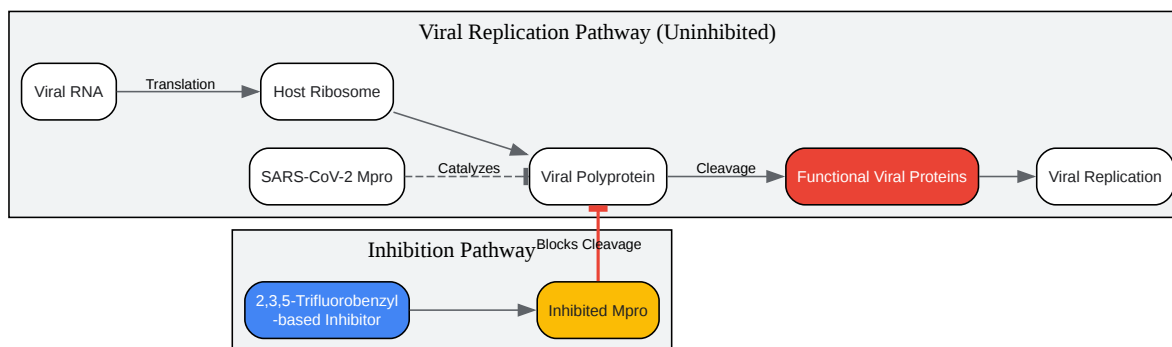 Viral Replication Pathway (Uninhibited)
Viral RNA
Translation
Host Ribosome
SARS-CoV-2 Mpro
Catalyzes
Viral Polyprotein
Cleavage
Functional Viral Proteins
Viral Replication
Inhibition Pathway
Blocks Cleavage
2,3,5-Trifluorobenzyl
-based Inhibitor
Inhibited Mpro